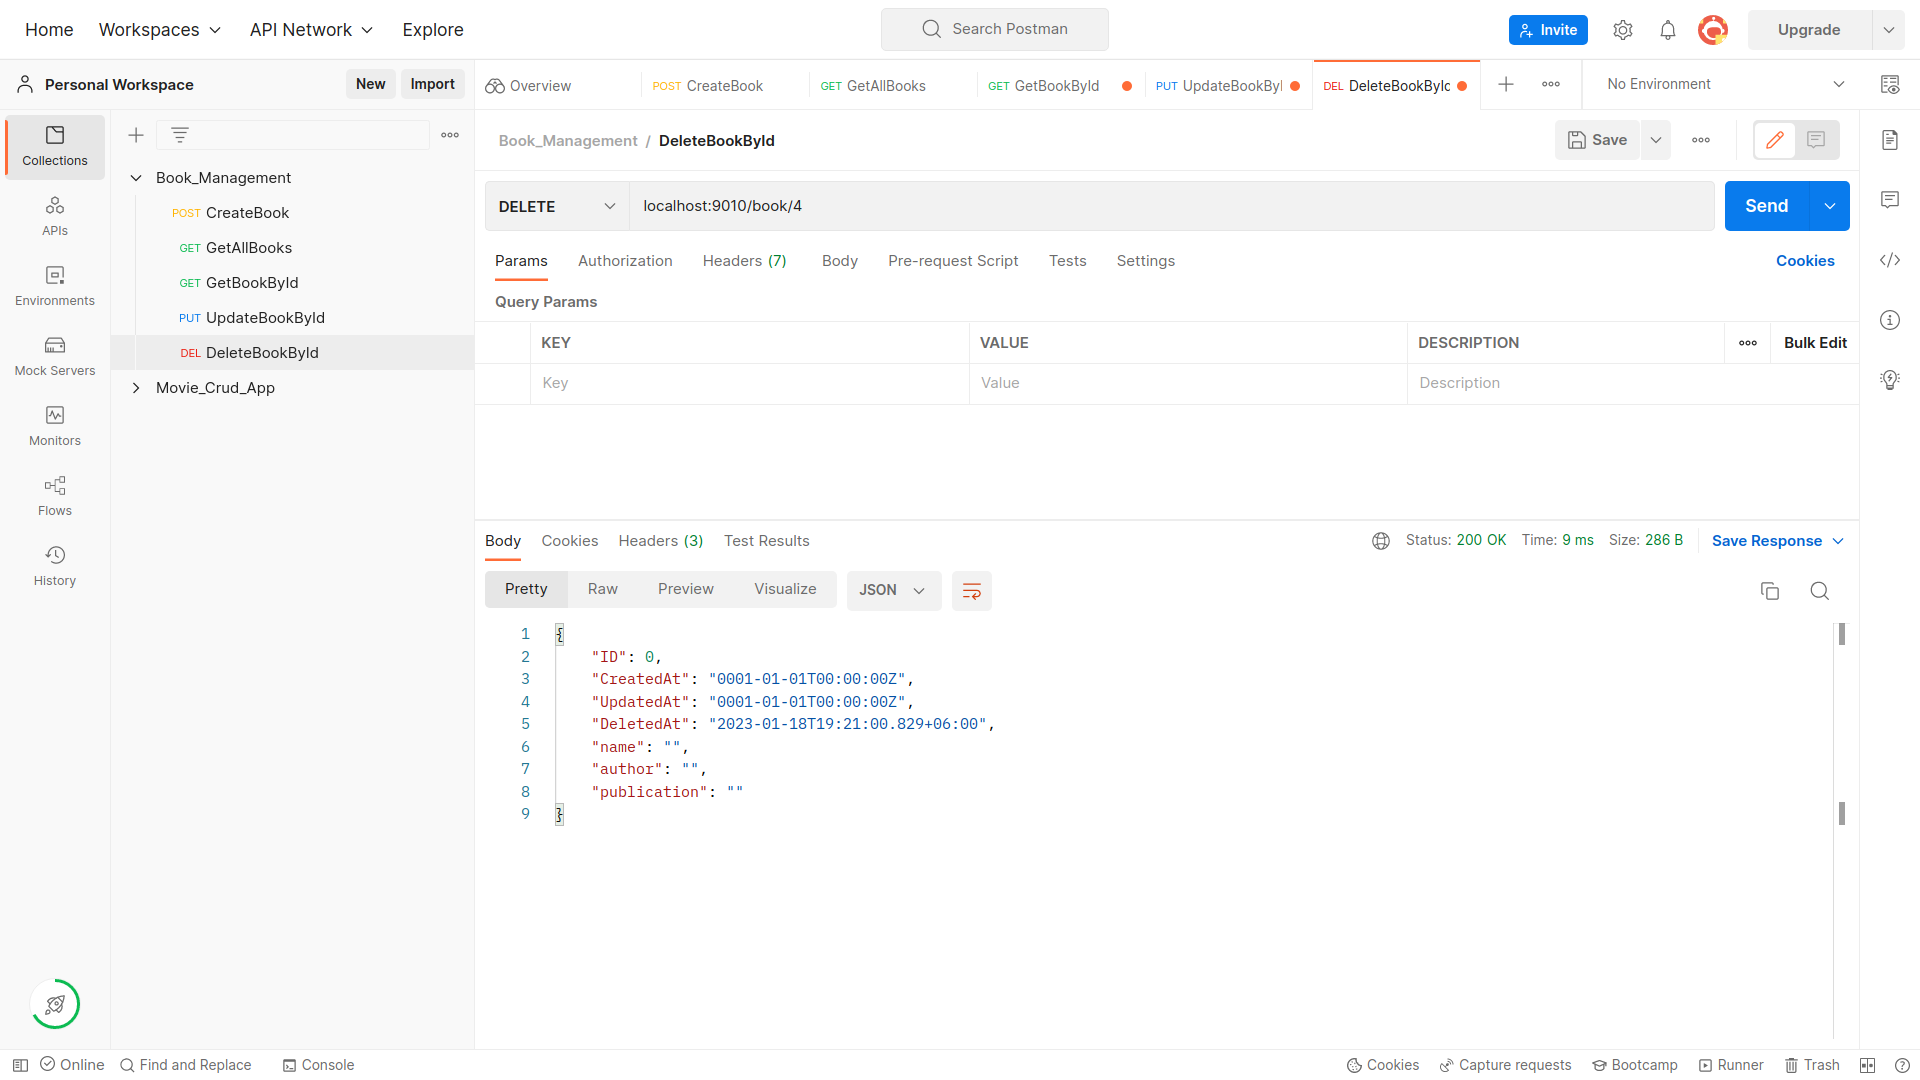 Home Workspaces API Network Explore Search Postman Invite Upgrade
Personal Workspace New Import Overview POST CreateBook GET GetAllBooks GET GetBookById PUT UpdateBookByI DEL DeleteBookById No Environment
Book_Management / DeleteBookById Save
Collections
APIs
Environments
Mock Servers
Monitors
Flows
History
Book_Management
POST CreateBook
GET GetAllBooks
GET GetBookById
PUT UpdateBookById
DEL DeleteBookById
Movie_Crud_App
DELETE localhost:9010/book/4 Send
Params Authorization Headers (7) Body Pre-request Script Tests Settings Cookies
Query Params
KEY VALUE DESCRIPTION Bulk Edit
Key Value Description
Body Cookies Headers (3) Test Results Status: 200 OK Time: 9 ms Size: 286 B Save Response
Pretty Raw Preview Visualize JSON
1 {
2 "ID": 0,
3 "CreatedAt": "0001-01-01T00:00:00Z",
4 "UpdatedAt": "0001-01-01T00:00:00Z",
5 "DeletedAt": "2023-01-18T19:21:00.829+06:00",
6 "name": "",
7 "author": "",
8 "publication": ""
9 }
Online Find and Replace Console Cookies Capture requests Bootcamp Runner Trash